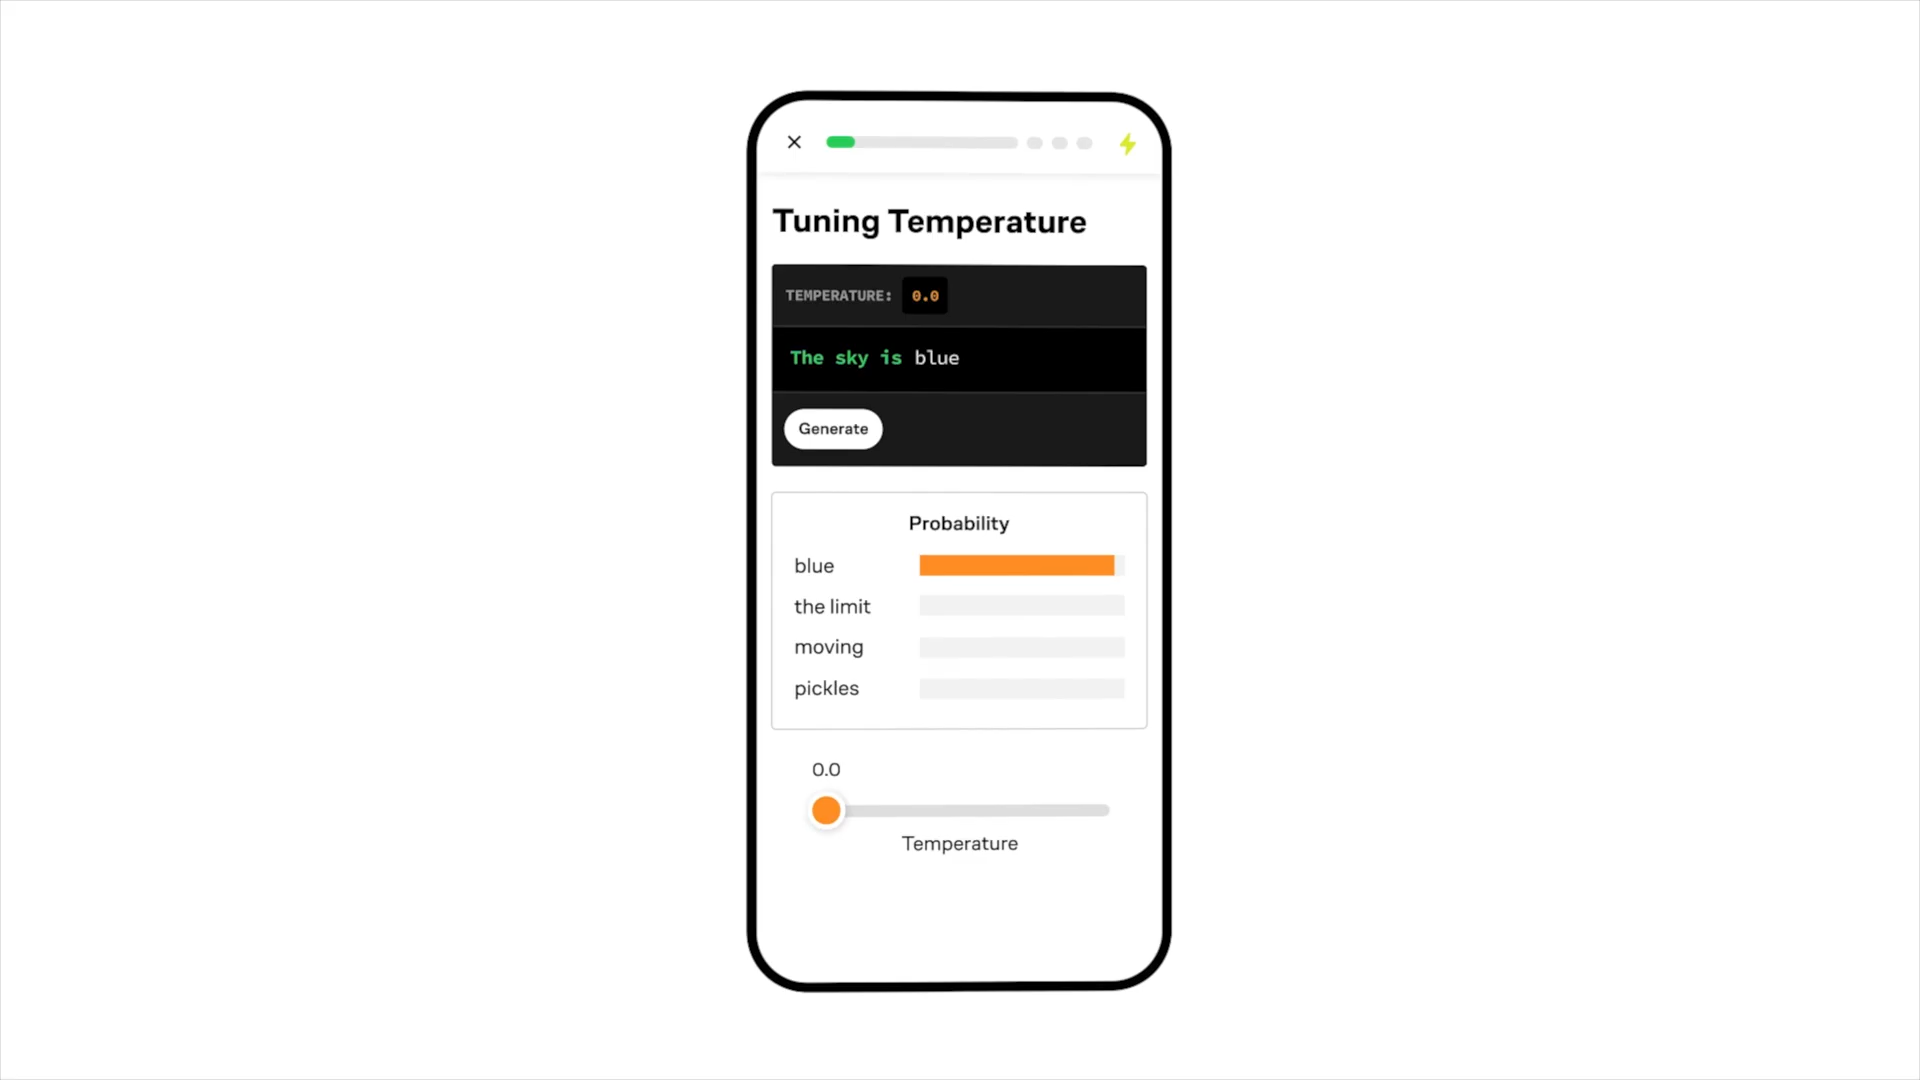 Tuning Temperature
TEMPERATURE: 0.0
The sky is blue
Generate
Probability
blue
the limit
moving
pickles
0.0
Temperature